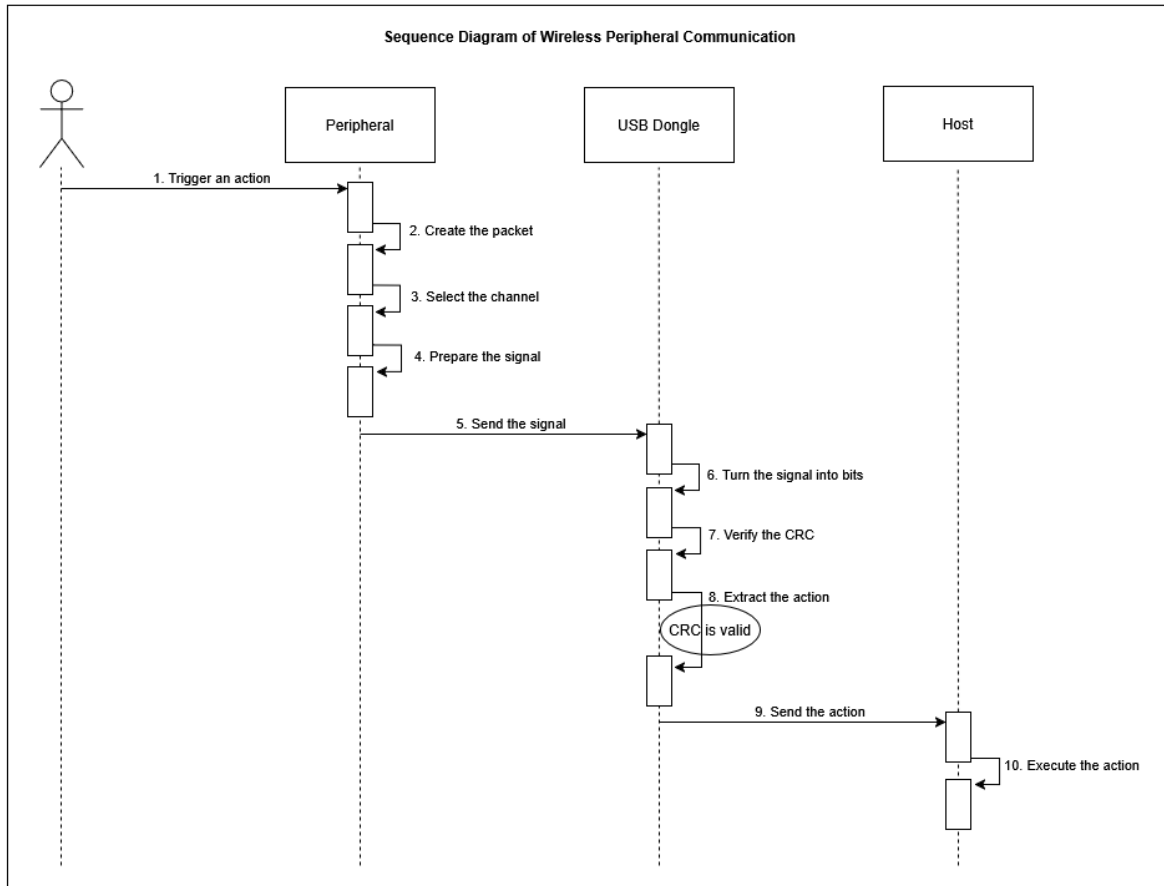 Sequence Diagram of Wireless Peripheral Communication
Peripheral
USB Dongle
Host
1. Trigger an action
2. Create the packet
3. Select the channel
4. Prepare the signal
5. Send the signal
6. Turn the signal into bits
7. Verify the CRC
8. Extract the action
CRC is valid
9. Send the action
10. Execute the action